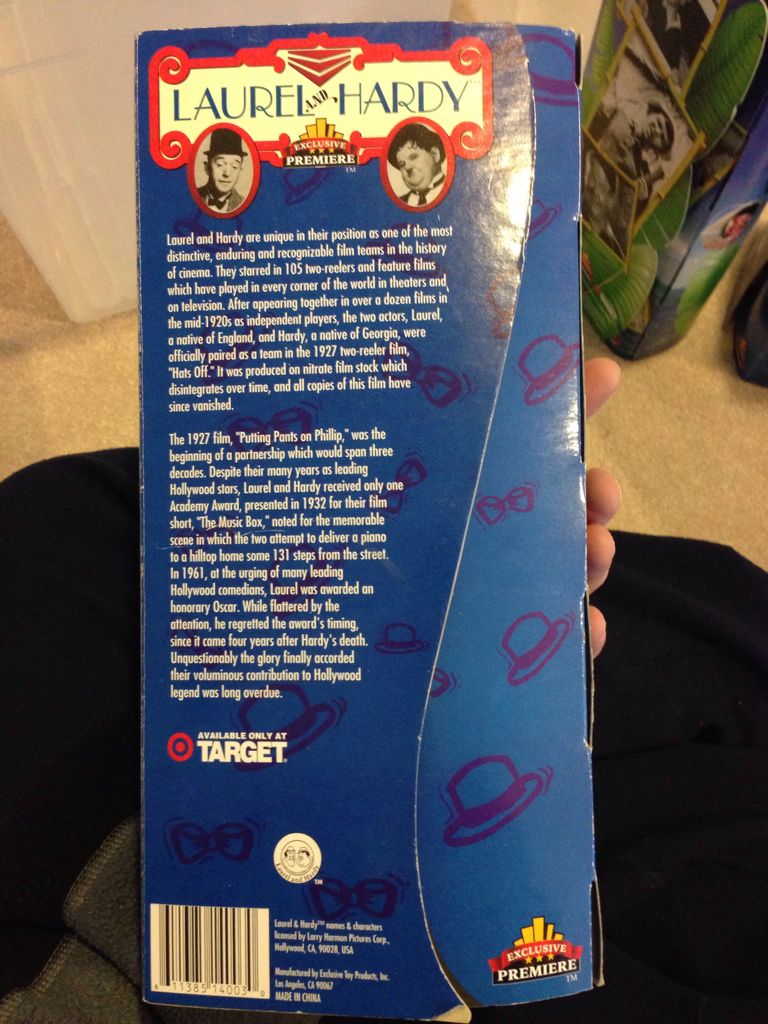 LAUREL AND HARDY™
EXCLUSIVE
PREMIERE™
Laurel and Hardy are unique in their position as one of the most
distinctive, enduring and recognizable film teams in the history
of cinema. They starred in 105 two-reelers and feature films
which have played in every corner of the world in theaters and
on television. After appearing together in over a dozen films in
the mid-1920s as independent players, the two actors, Laurel,
a native of England, and Hardy, a native of Georgia, were
officially paired as a team in the 1927 two-reeler film,
"Hats Off." It was produced on nitrate film stock which
disintegrates over time, and all copies of this film have
since vanished.
The 1927 film, "Putting Pants on Phillip," was the
beginning of a partnership which would span three
decades. Despite their many years as leading
Hollywood stars, Laurel and Hardy received only one
Academy Award, presented in 1932 for their film
short, "The Music Box," noted for the memorable
scene in which the two attempt to deliver a piano
to a hilltop home some 131 steps from the street.
In 1961, at the urging of many leading
Hollywood comedians, Laurel was awarded an
honorary Oscar. While flattered by the
attention, he regretted the award's timing,
since it came four years after Hardy's death.
Unquestionably the glory finally accorded
their voluminous contribution to Hollywood
legend was long overdue.
AVAILABLE ONLY AT
TARGET®
Laurel and Hardy™
Laurel & Hardy™ names & characters
licensed by Larry Harmon Pictures Corp.,
Hollywood, CA, 90028, USA
Manufactured by Exclusive Toy Products, Inc.
Los Angeles, CA 90067
MADE IN CHINA
6 11385 14003 0
EXCLUSIVE
PREMIERE™